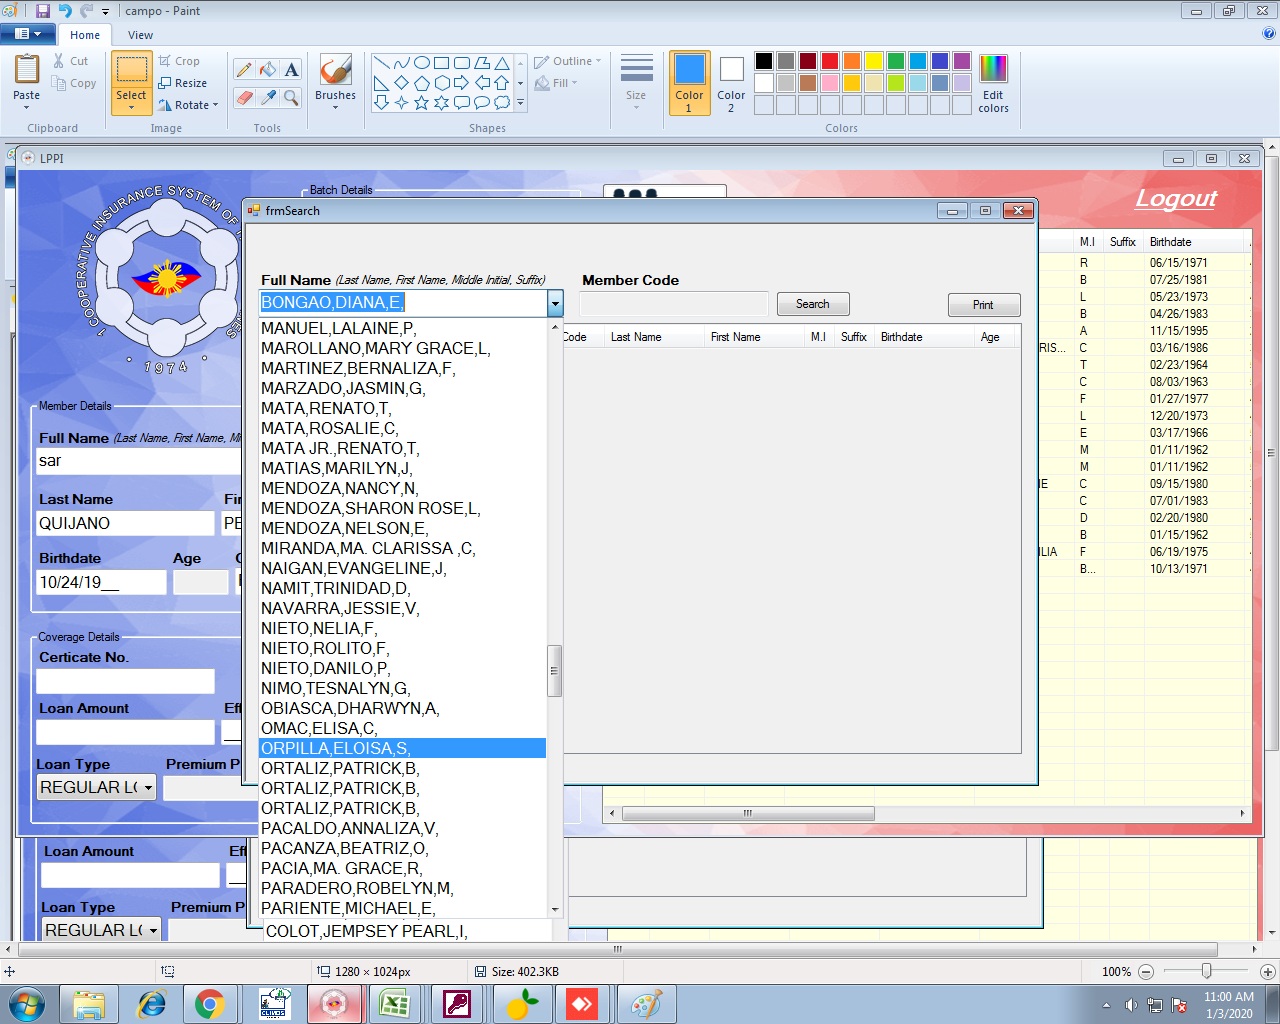 campo - Paint
Home
View
Paste
Cut
Copy
Clipboard
Select
Crop
Resize
Rotate
Image
Tools
Brushes
Shapes
Outline
Fill
Size
Color 1
Color 2
Edit colors
Colors
LPPI
Batch Details
COOPERATIVE INSURANCE SYSTEM OF
1974
Logout
frmSearch
Full Name (Last Name, First Name, Middle Initial, Suffix)
Member Code
BONGAO,DIANA,E,
Search
Print
Code Last Name First Name M.I Suffix Birthdate Age
MANUEL,LALAINE,P,
MAROLLANO,MARY GRACE,L,
MARTINEZ,BERNALIZA,F,
MARZADO,JASMIN,G,
MATA,RENATO,T,
MATA,ROSALIE,C,
MATA JR.,RENATO,T,
MATIAS,MARILYN,J,
MENDOZA,NANCY,N,
MENDOZA,SHARON ROSE,L,
MENDOZA,NELSON,E,
MIRANDA,MA. CLARISSA ,C,
NAIGAN,EVANGELINE,J,
NAMIT,TRINIDAD,D,
NAVARRA,JESSIE,V,
NIETO,NELIA,F,
NIETO,ROLITO,F,
NIETO,DANILO,P,
NIMO,TESNALYN,G,
OBIASCA,DHARWYN,A,
OMAC,ELISA,C,
ORPILLA,ELOISA,S,
ORTALIZ,PATRICK,B,
ORTALIZ,PATRICK,B,
ORTALIZ,PATRICK,B,
PACALDO,ANNALIZA,V,
PACANZA,BEATRIZ,O,
PACIA,MA. GRACE,R,
PARADERO,ROBELYN,M,
PARIENTE,MICHAEL,E,
COLOT,JEMPSEY PEARL,I,
Member Details
Full Name (Last Name, First Name, Mi
sar
Last Name Fir
QUIJANO PE
Birthdate Age
10/24/19__
Coverage Details
Certicate No.
Loan Amount Ef
Loan Type Premium P
REGULAR L(
Loan Amount Ef
Loan Type Premium P
REGULAR L(
M.I Suffix Birthdate
R 06/15/1971
B 07/25/1981
L 05/23/1973
B 04/26/1983
A 11/15/1995
RIS... C 03/16/1986
T 02/23/1964
C 08/03/1963
F 01/27/1977
L 12/20/1973
E 03/17/1966
M 01/11/1962
M 01/11/1962
IE C 09/15/1980
C 07/01/1983
D 02/20/1980
B 01/15/1962
ILIA F 06/19/1975
B... 10/13/1971
1280 × 1024px
Size: 402.3KB
100%
11:00 AM
1/3/2020